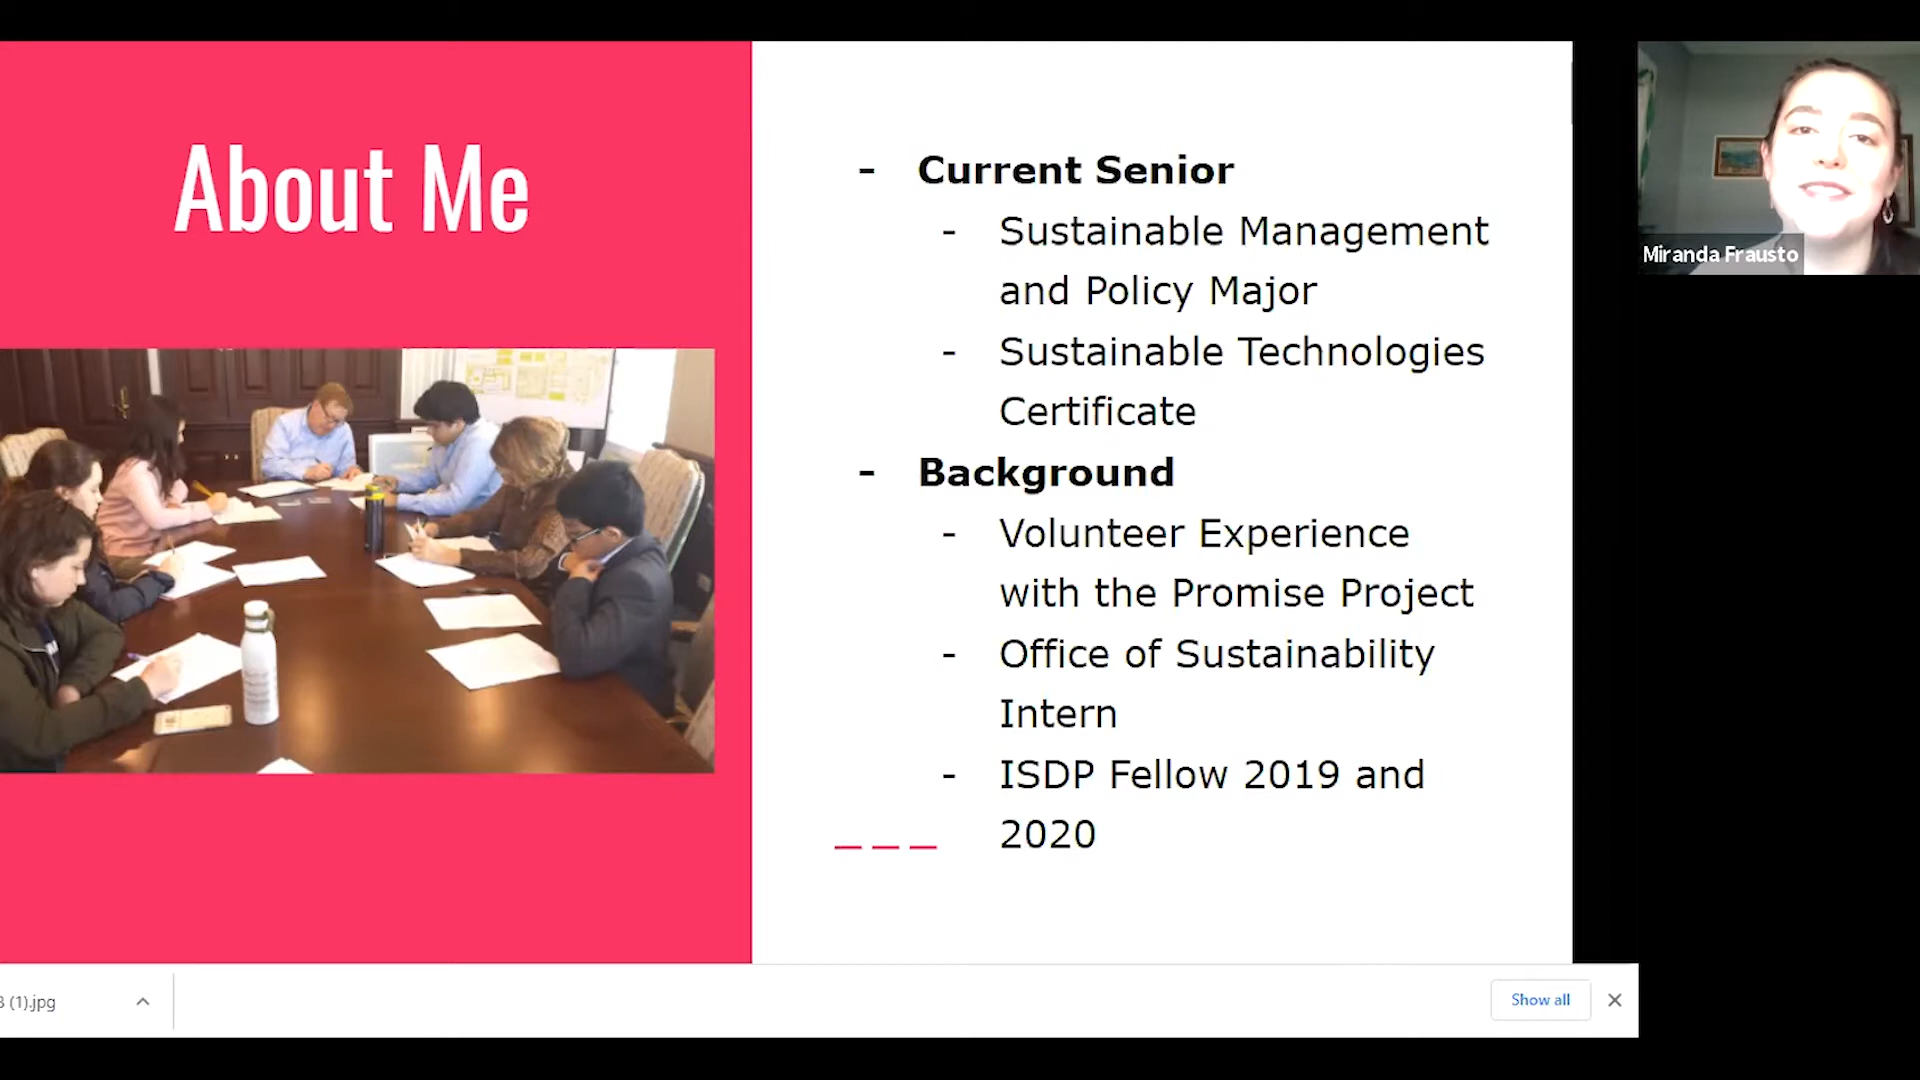 About Me
- Current Senior
- Sustainable Management
and Policy Major
- Sustainable Technologies
Certificate
- Background
- Volunteer Experience
with the Promise Project
- Office of Sustainability
Intern
- ISDP Fellow 2019 and
2020
Miranda Frausto
(1).jpg
Show all